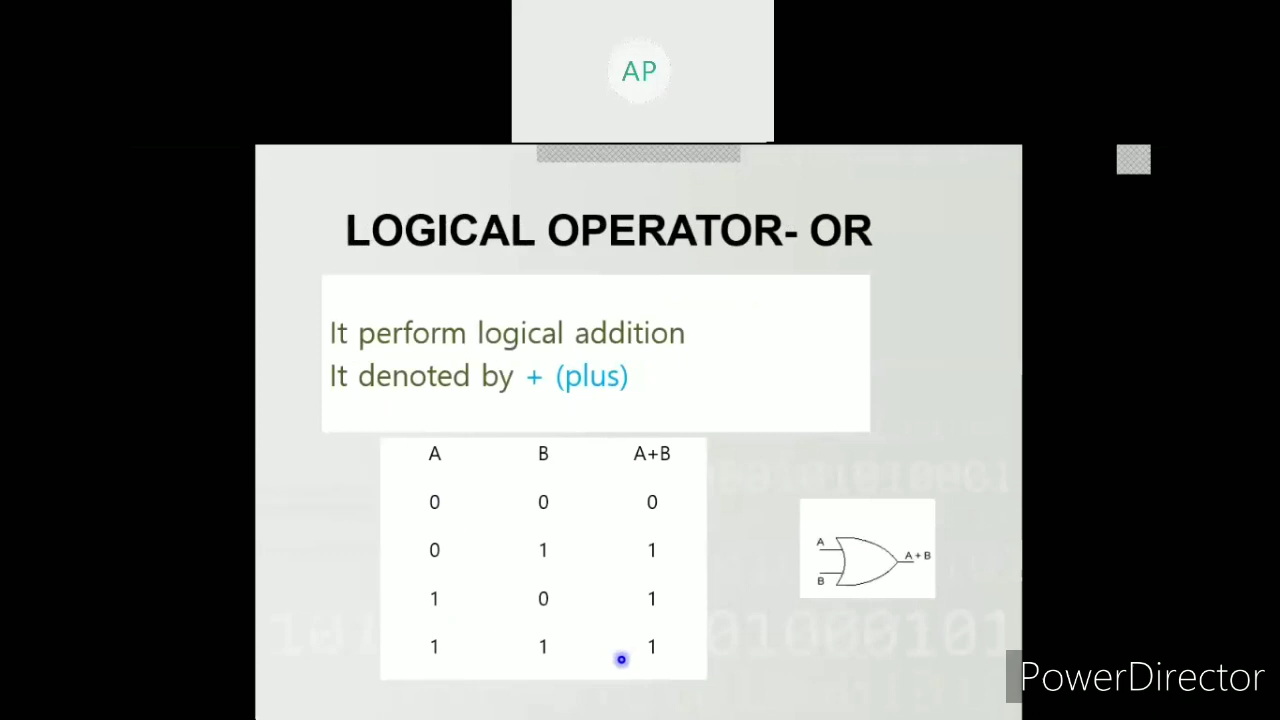 AP
LOGICAL OPERATOR- OR
It perform logical addition
It denoted by + (plus)
A B A+B
0 0 0
0 1 1
1 0 1
1 1 1
A
A+B
B
PowerDirector